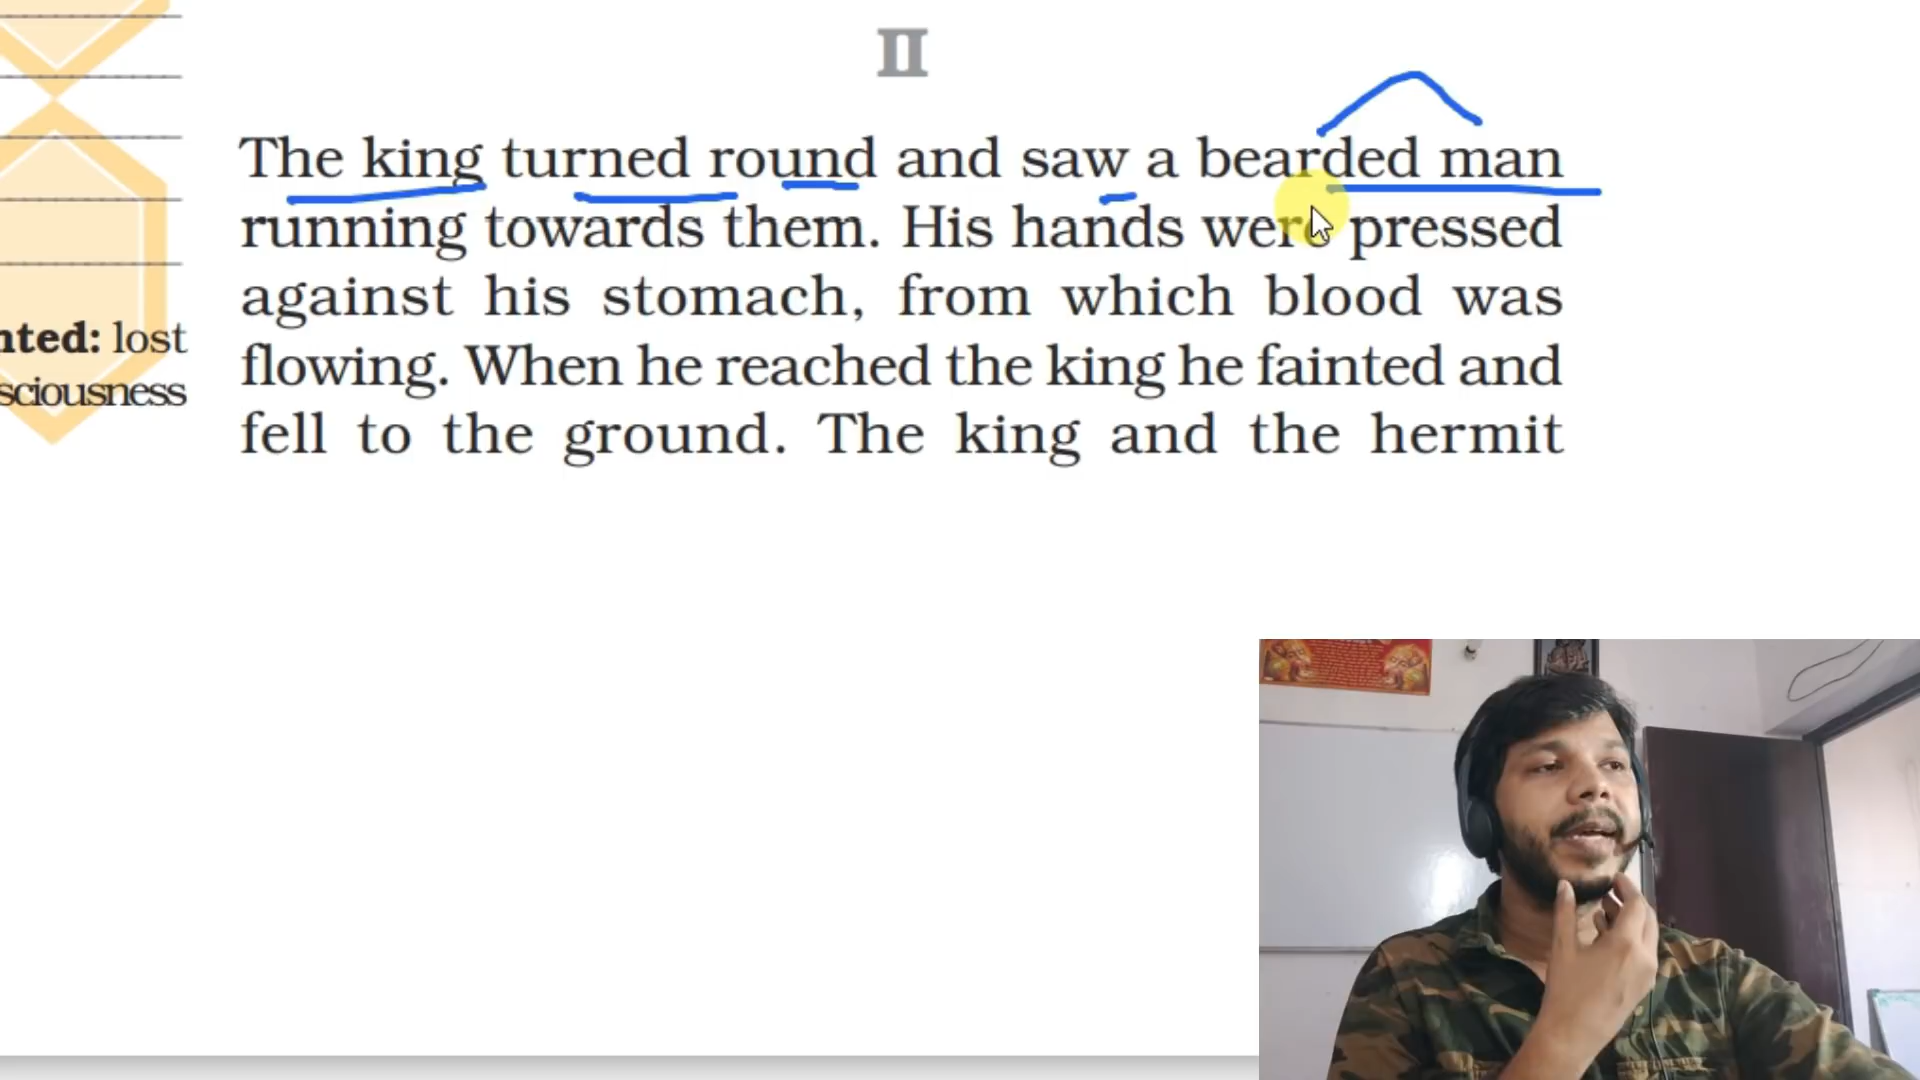 II
The king turned round and saw a bearded man
running towards them. His hands were pressed
against his stomach, from which blood was
flowing. When he reached the king he fainted and
fell to the ground. The king and the hermit
nted: lost
sciousness